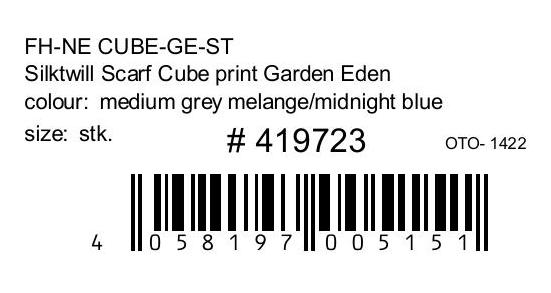 FH-NE CUBE-GE-ST
Silktwill Scarf Cube print Garden Eden
colour: medium grey melange/midnight blue
size: stk.
# 419723
OTO- 1422
4 058197 005151